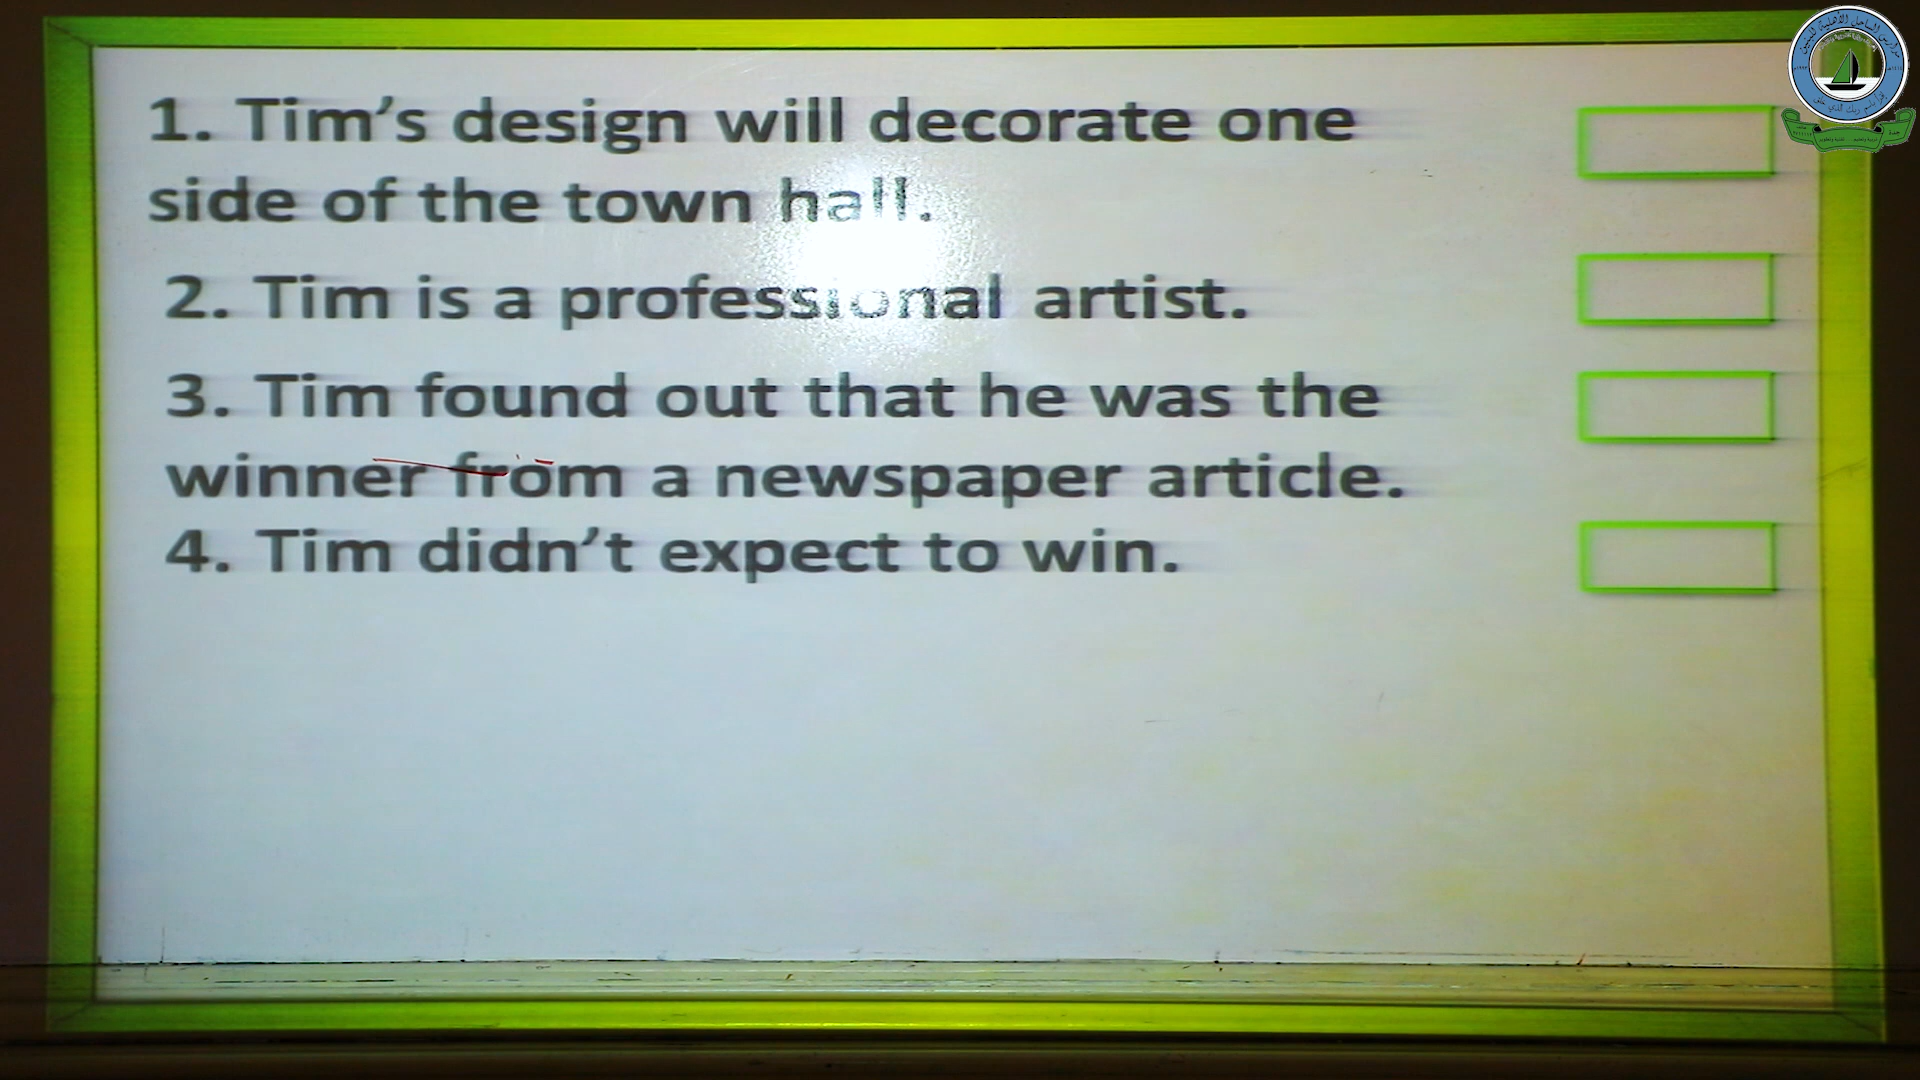 1. Tim's design will decorate one
side of the town hall.
2. Tim is a professional artist.
3. Tim found out that he was the
winner from a newspaper article.
4. Tim didn't expect to win.